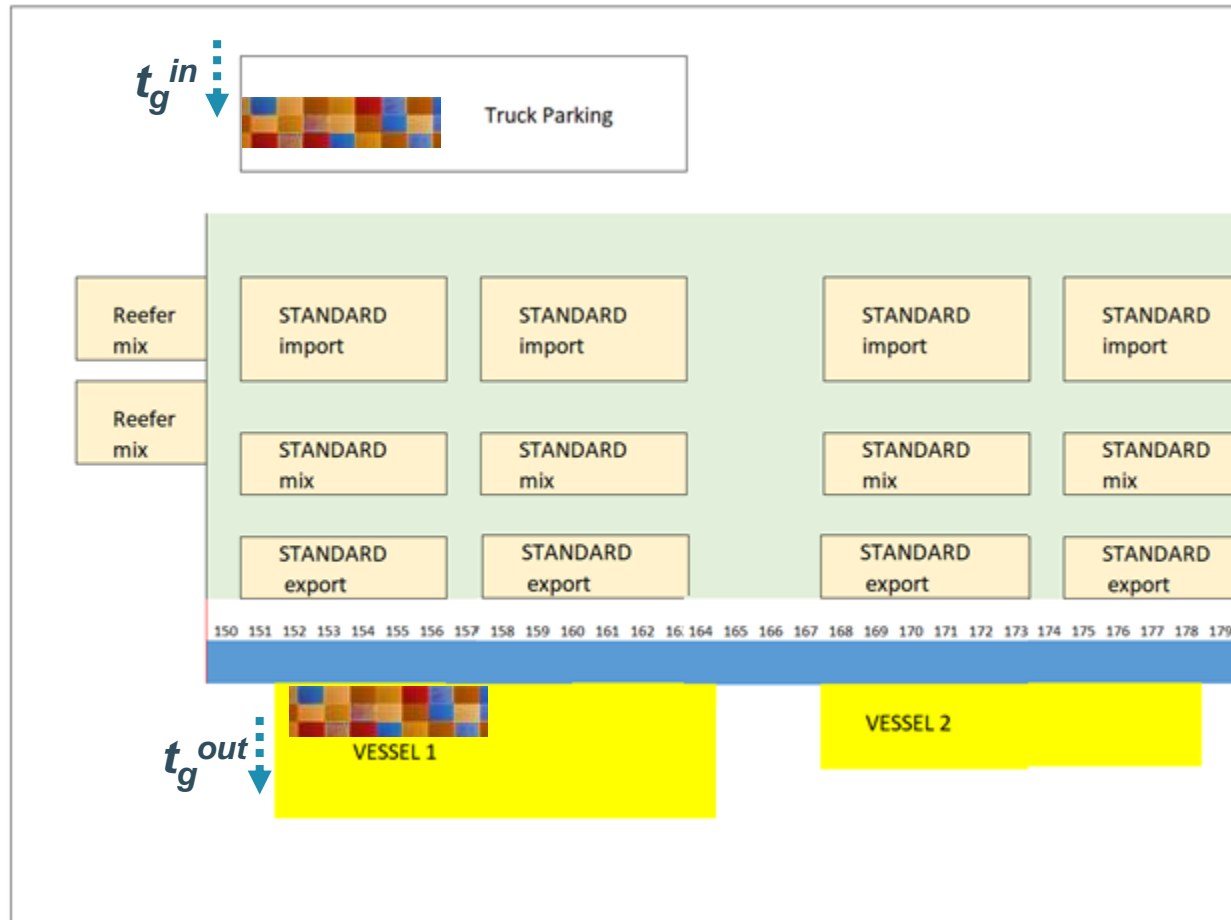 t_g^in
Truck Parking
Reefer
mix
STANDARD
import
STANDARD
import
STANDARD
import
STANDARD
import
Reefer
mix
STANDARD
mix
STANDARD
mix
STANDARD
mix
STANDARD
mix
STANDARD
export
STANDARD
export
STANDARD
export
STANDARD
export
150 151 152 153 154 155 156 157 158 159 160 161 162 164 165 166 167 168 169 170 171 172 173 174 175 176 177 178 179
VESSEL 2
t_g^out
VESSEL 1